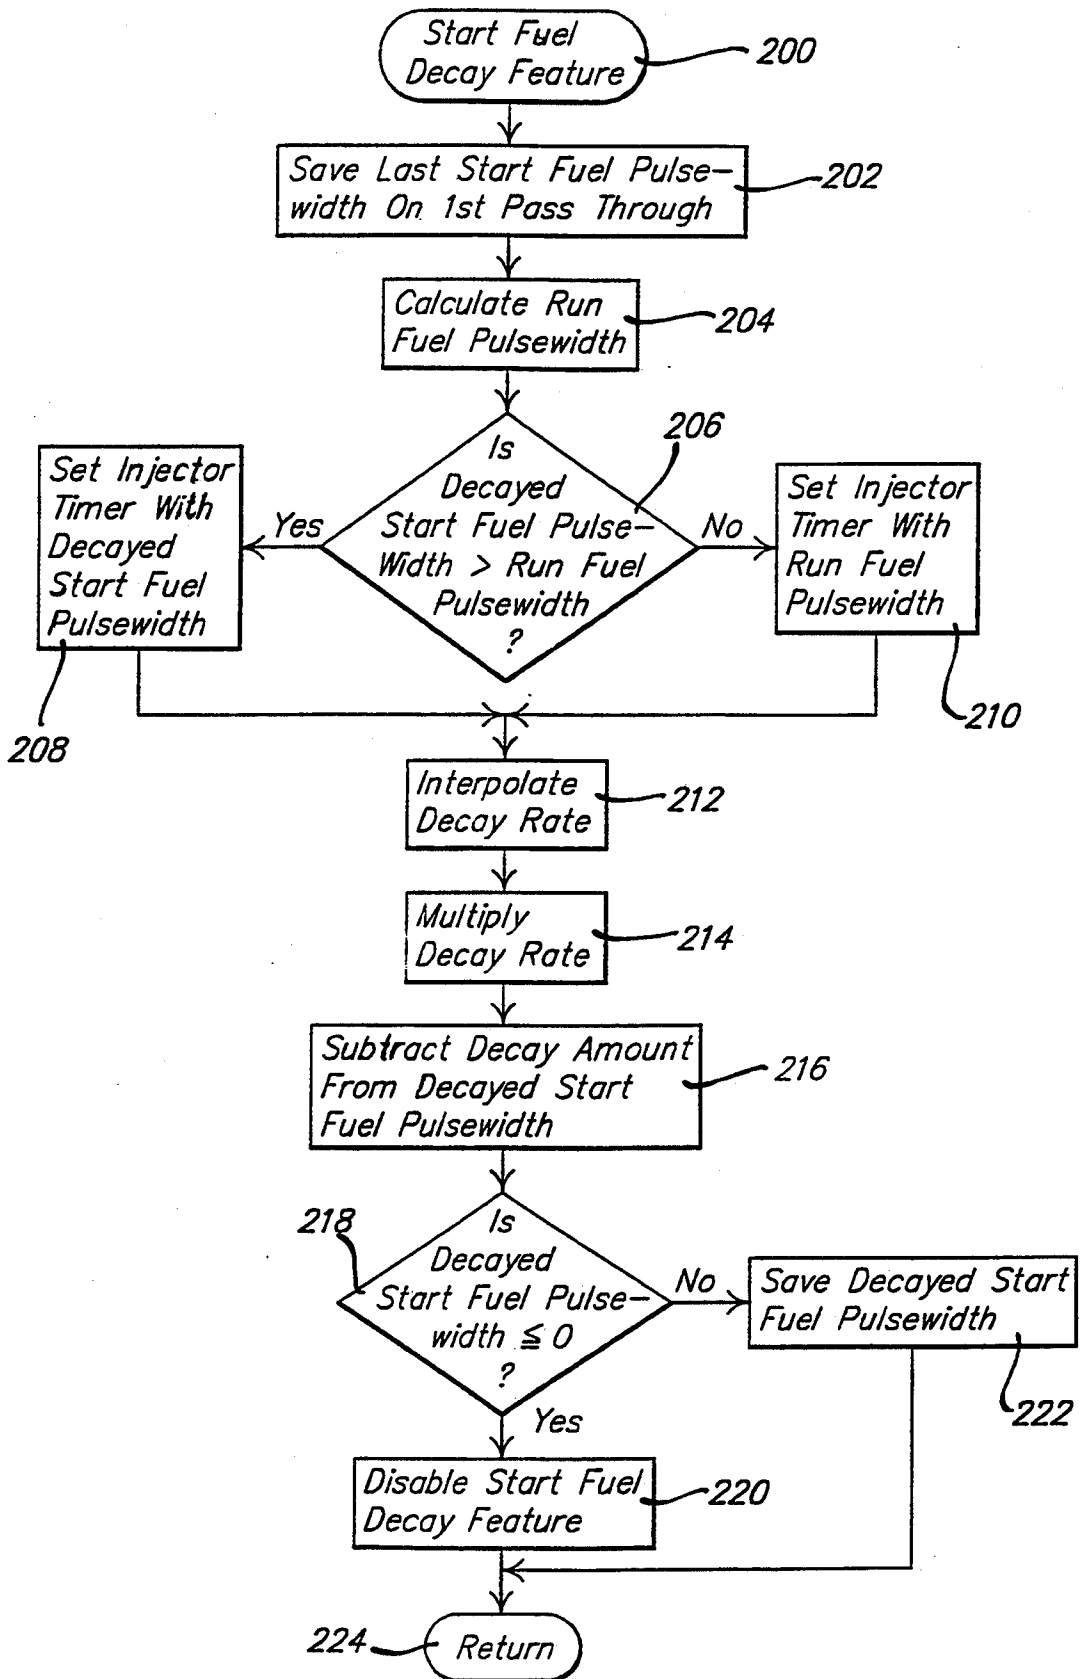 Start Fuel
Decay Feature
200
Save Last Start Fuel Pulse-
width On 1st Pass Through
202
Calculate Run
Fuel Pulsewidth
204
Is
Decayed
Start Fuel Pulse-
Width > Run Fuel
Pulsewidth
?
206
Yes
No
Set Injector
Timer With
Decayed
Start Fuel
Pulsewidth
208
Set Injector
Timer With
Run Fuel
Pulsewidth
210
Interpolate
Decay Rate
212
Multiply
Decay Rate
214
Subtract Decay Amount
From Decayed Start
Fuel Pulsewidth
216
218
Is
Decayed
Start Fuel Pulse-
width ≦ 0
?
No
Save Decayed Start
Fuel Pulsewidth
222
Yes
Disable Start Fuel
Decay Feature
220
224
Return